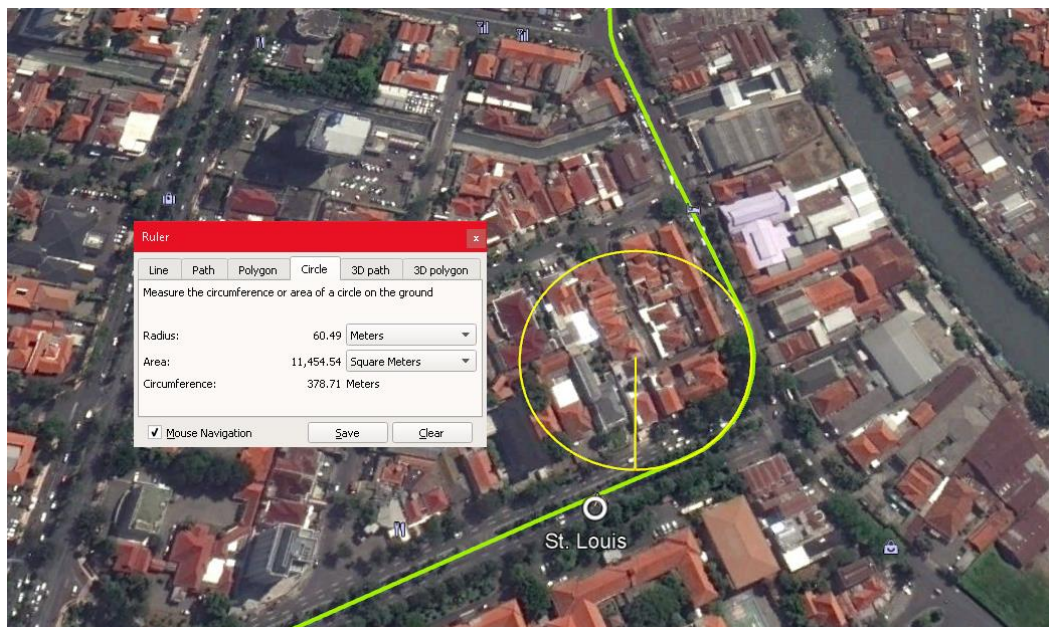 Ruler
x
Line Path Polygon Circle 3D path 3D polygon
Measure the circumference or area of a circle on the ground
Radius: 60.49 Meters
Area: 11,454.54 Square Meters
Circumference: 378.71 Meters
Mouse Navigation Save Clear
St. Louis